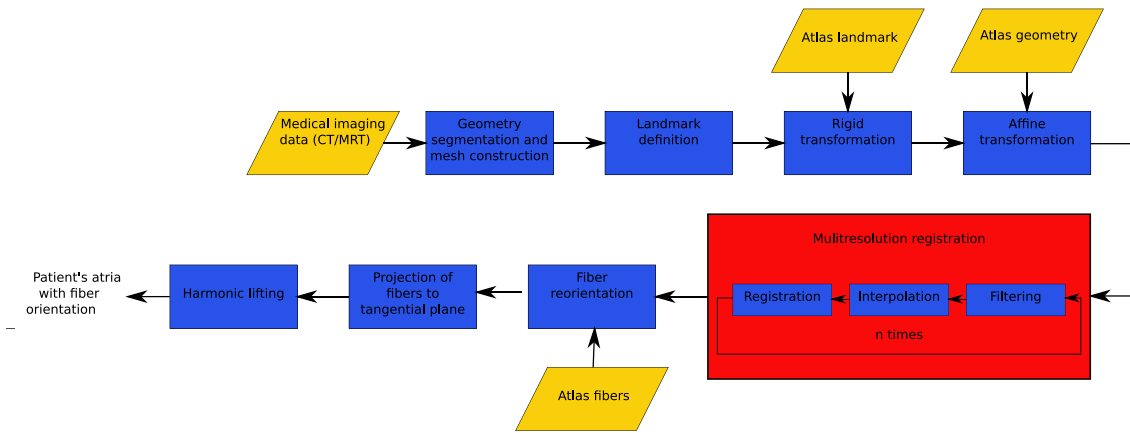 Atlas landmark
Atlas geometry
Medical imaging
data (CT/MRT)
Geometry
segmentation and
mesh construction
Landmark
definition
Rigid
transformation
Affine
transformation
Mulitresolution registration
Patient's atria
with fiber
orientation
Harmonic lifting
Projection of
fibers to
tangential plane
Fiber
reorientation
Registration
Interpolation
Filtering
n times
Atlas fibers